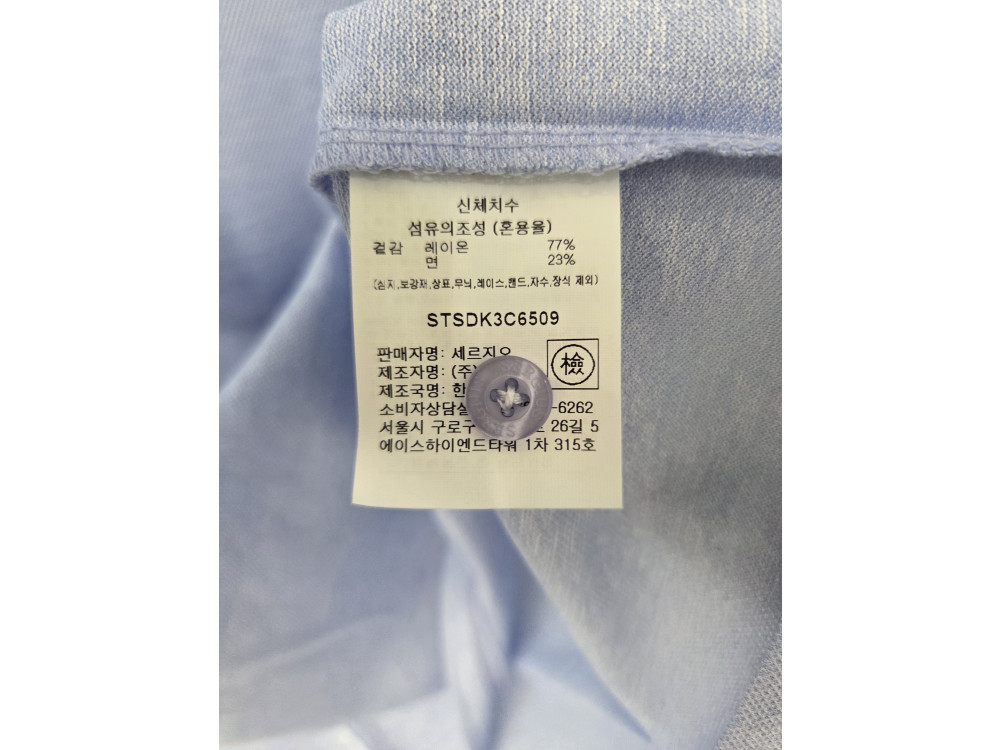 신체치수
섬유의조성 (혼용율)
겉감 레이온 77%
면 23%
(심지,보강재,상표,무늬,레이스,밴드,자수,장식 제외)
STSDK3C6509
판매자명: 세르지오
檢
제조자명: (주)
제조국명: 한
소비자상담실 -6262
서울시 구로구 26길 5
에이스하이엔드타워 1차 315호